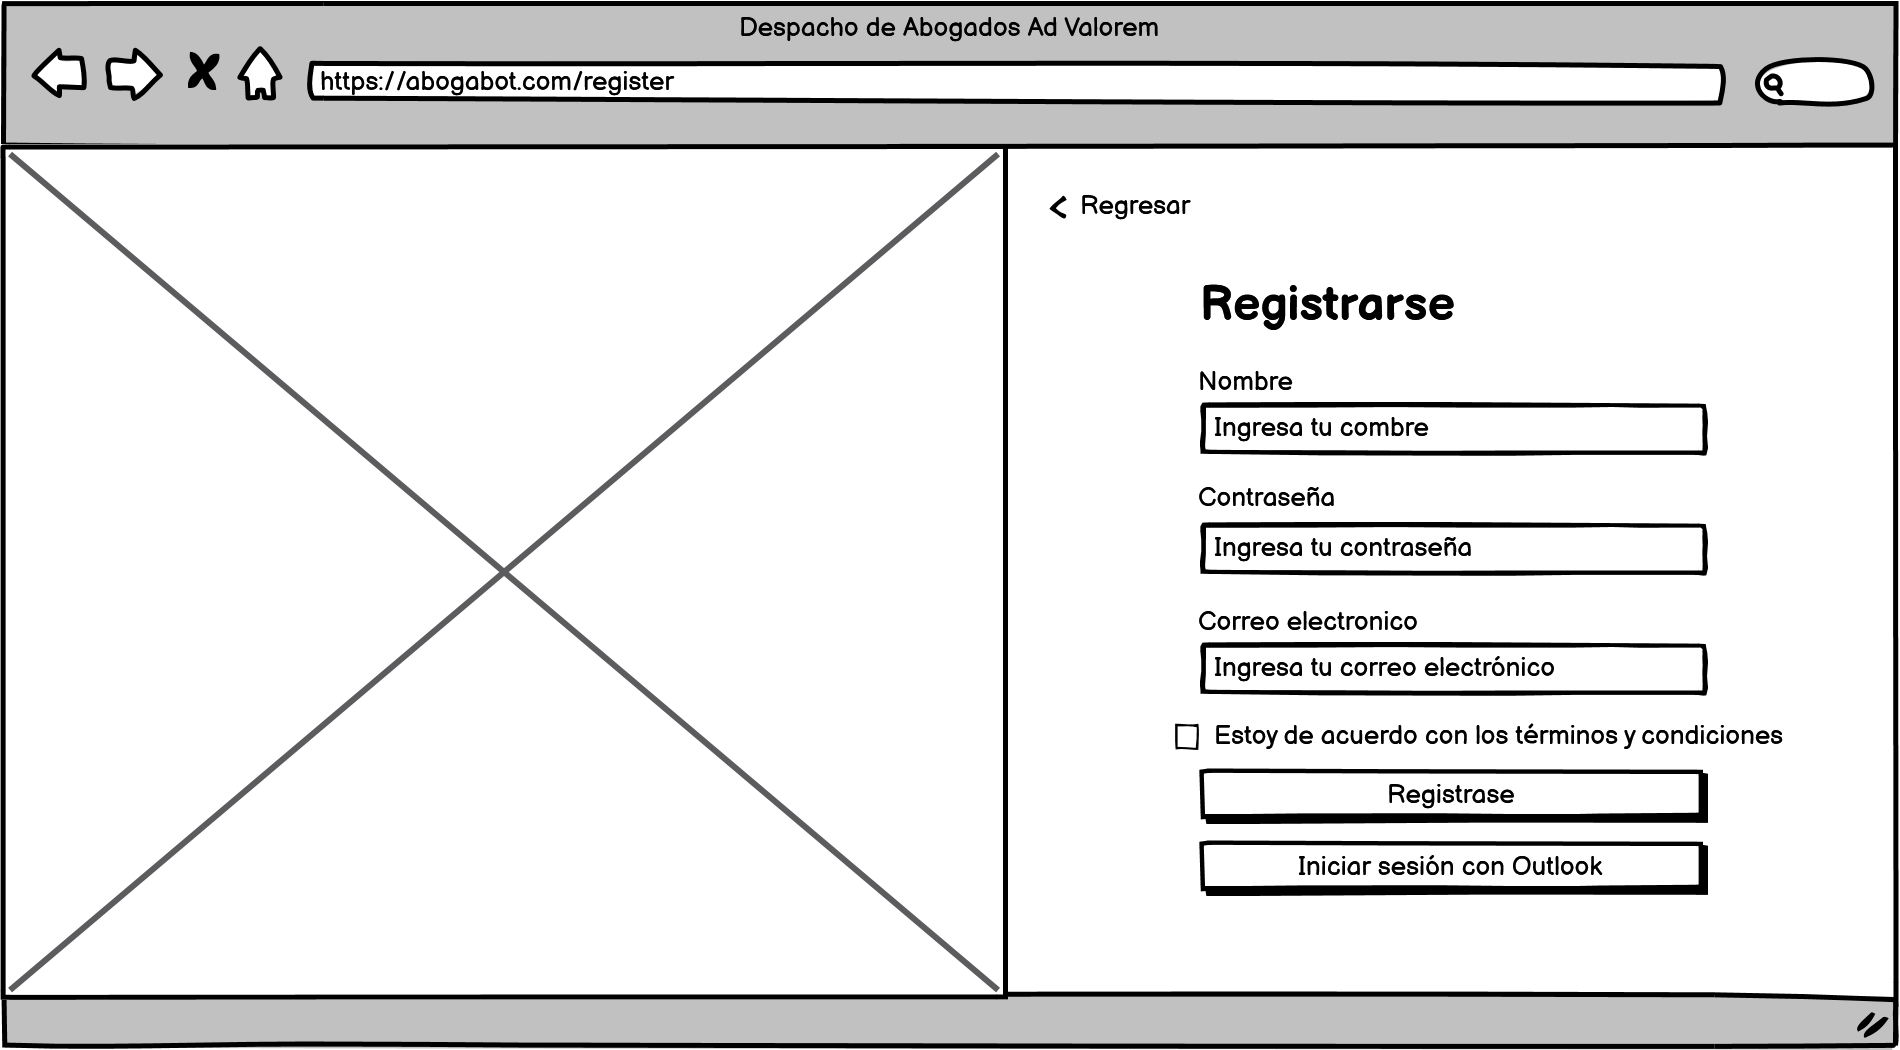 Despacho de Abogados Ad Valorem
https://abogabot.com/register
Regresar
Registrarse
Nombre
Ingresa tu combre
Contraseña
Ingresa tu contraseña
Correo electronico
Ingresa tu correo electrónico
Estoy de acuerdo con los términos y condiciones
Registrase
Iniciar sesión con Outlook